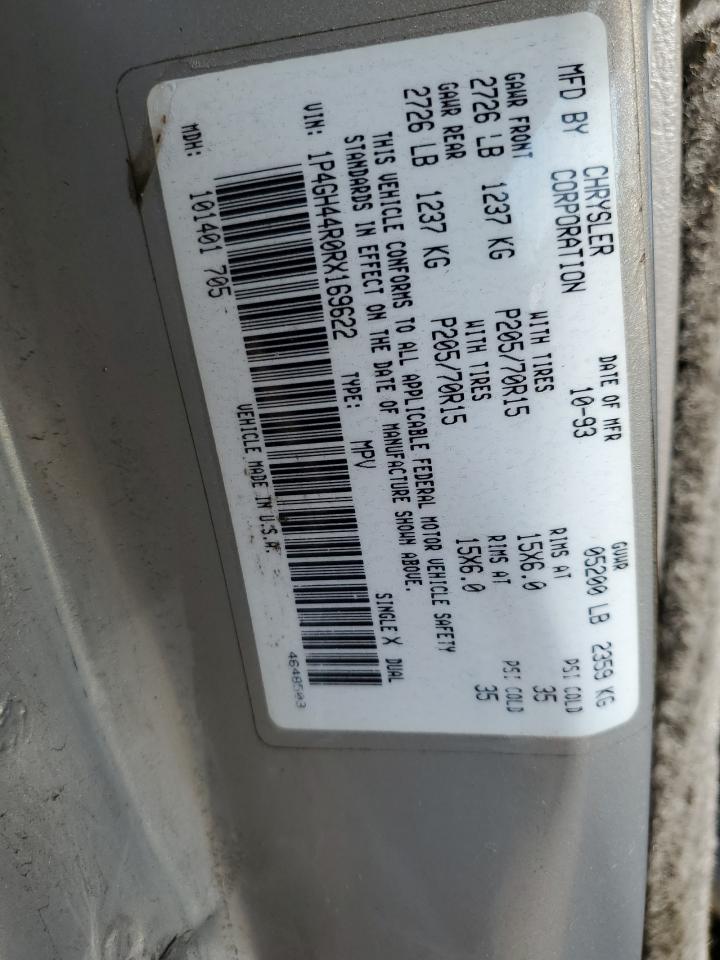 MFD BY CHRYSLER CORPORATION
DATE OF MFR
10-93
GVWR
05200 LB 2359 KG
GAWR FRONT
2726 LB 1237 KG
WITH TIRES
P205/70R15
RIMS AT
15X6.0
PSI COLD
35
GAWR REAR
2726 LB 1237 KG
WITH TIRES
P205/70R15
RIMS AT
15X6.0
PSI COLD
35
THIS VEHICLE CONFORMS TO ALL APPLICABLE FEDERAL MOTOR VEHICLE SAFETY
STANDARDS IN EFFECT ON THE DATE OF MANUFACTURE SHOWN ABOVE.
VIN: 1P4GH44R0RX169622 TYPE: MPV SINGLE X DUAL
MDH: 101401 705 VEHICLE MADE IN U.S.A. 4648503